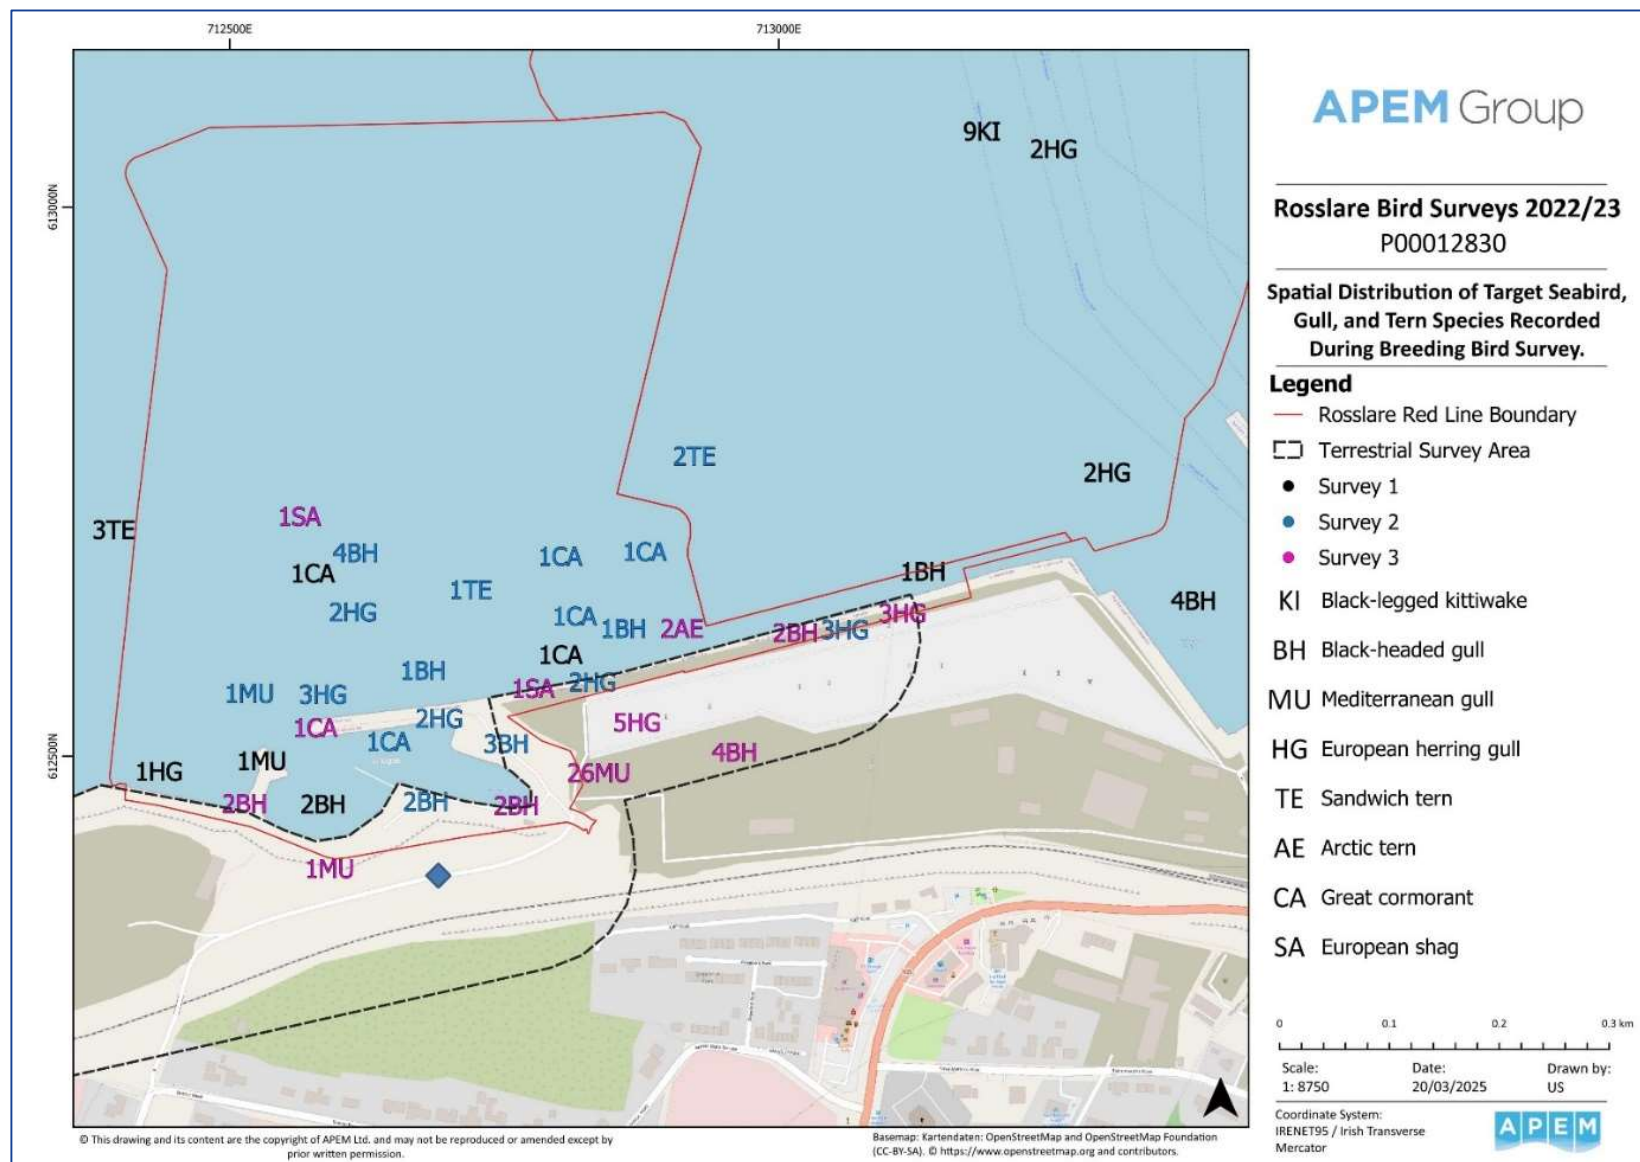 712500E
713000E
6130000N
6125000N
9KI
2HG
2TE
2HG
3TE
1SA
4BH
1CA
1CA
1CA
1BH
1TE
4BH
2HG
1CA
1BH
2AE
2BH
3HG
3HG
1CA
1BH
1MU
3HG
1SA
2HG
1CA
2HG
5HG
1CA
3BH
4BH
1HG
1MU
26MU
2BH
2BH
2BH
2BH
1MU
APEM Group
Rosslare Bird Surveys 2022/23
P00012830
Spatial Distribution of Target Seabird,
Gull, and Tern Species Recorded
During Breeding Bird Survey.
Legend
Rosslare Red Line Boundary
Terrestrial Survey Area
Survey 1
Survey 2
Survey 3
KI Black-legged kittiwake
BH Black-headed gull
MU Mediterranean gull
HG European herring gull
TE Sandwich tern
AE Arctic tern
CA Great cormorant
SA European shag
0 0.1 0.2 0.3 km
Scale: Date: Drawn by:
1: 8750 20/03/2025 US
Coordinate System:
IRENET95 / Irish Transverse
Mercator
APEM
© This drawing and its content are the copyright of APEM Ltd. and may not be reproduced or amended except by
prior written permission.
Basemap: Kartendaten: OpenStreetMap and OpenStreetMap Foundation
(CC-BY-SA). © https://www.openstreetmap.org and contributors.